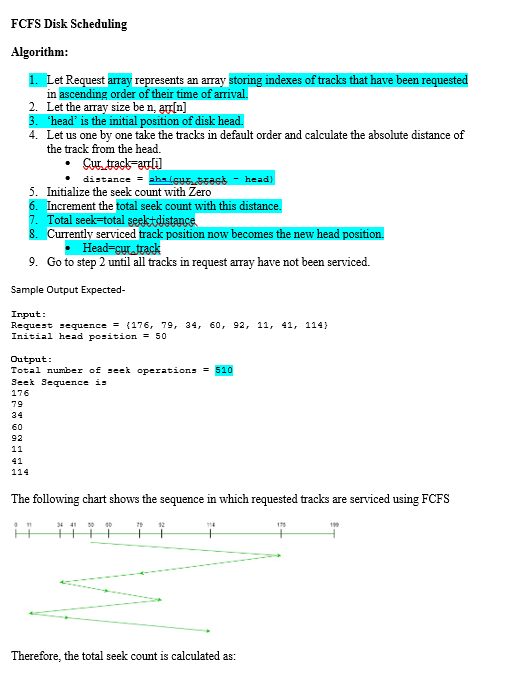 FCFS Disk Scheduling
Algorithm:
1. Let Request array represents an array storing indexes of tracks that have been requested
in ascending order of their time of arrival.
2. Let the array size be n, arr[n]
3. 'head' is the initial position of disk head.
4. Let us one by one take the tracks in default order and calculate the absolute distance of
the track from the head.
• Cur_track=arr[i]
• distance = abs(cur_track - head)
5. Initialize the seek count with Zero
6. Increment the total seek count with this distance.
7. Total seek=total seek+distance
8. Currently serviced track position now becomes the new head position.
• Head=cur_track
9. Go to step 2 until all tracks in request array have not been serviced.
Sample Output Expected-
Input:
Request sequence = {176, 79, 34, 60, 92, 11, 41, 114}
Initial head position = 50
Output:
Total number of seek operations = 510
Seek Sequence is
176
79
34
60
92
11
41
114
The following chart shows the sequence in which requested tracks are serviced using FCFS
0 11 34 41 50 60 79 92 114 176 199
Therefore, the total seek count is calculated as: